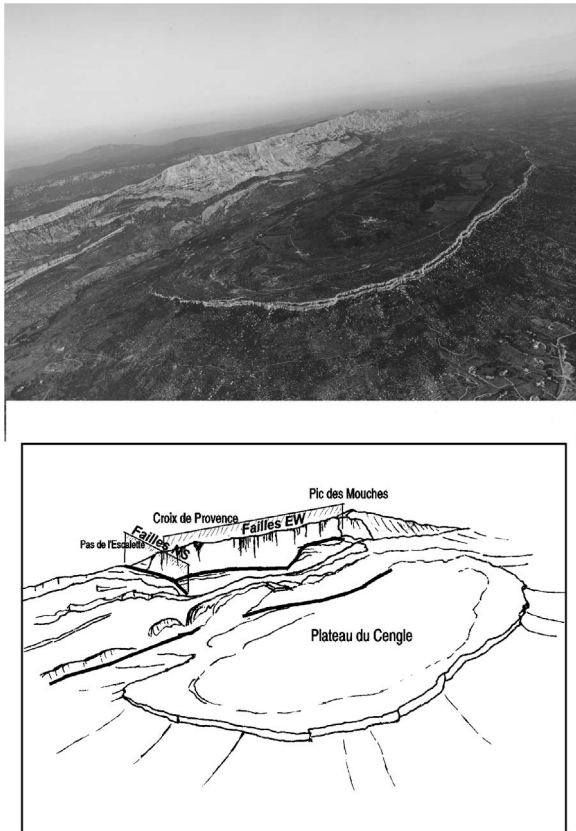 Pic des Mouches
Croix de Provence
Failles EW
Failles NS
Pas de l'Escalette
Plateau du Cengle